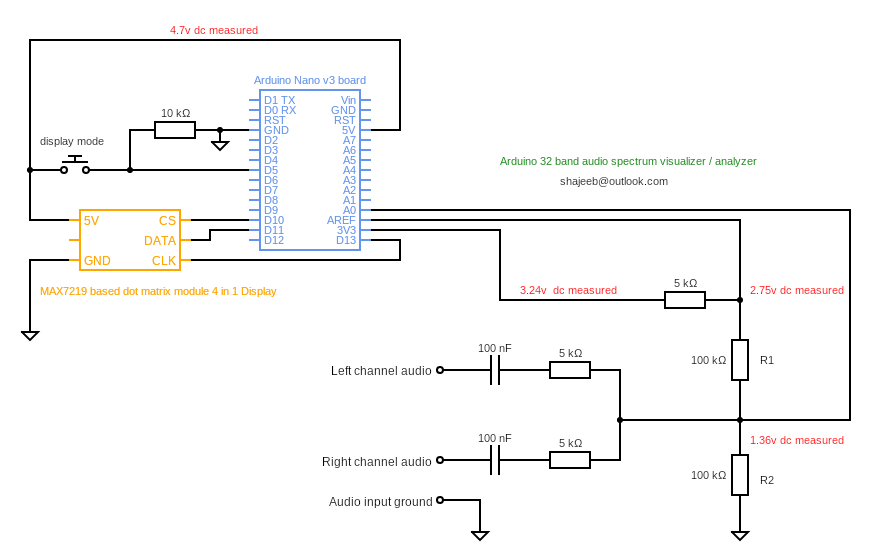 4.7v dc measured
Arduino Nano v3 board
D1 TX
D0 RX
RST
GND
D2
D3
D4
D5
D6
D7
D8
D9
D10
D11
D12
Vin
GND
RST
5V
A7
A6
A5
A4
A3
A2
A1
A0
AREF
3V3
D13
10 kΩ
display mode
5V
GND
CS
DATA
CLK
MAX7219 based dot matrix module 4 in 1 Display
Arduino 32 band audio spectrum visualizer / analyzer
shajeeb@outlook.com
5 kΩ
3.24v dc measured
2.75v dc measured
100 kΩ
R1
100 nF
5 kΩ
Left channel audio
1.36v dc measured
100 nF
5 kΩ
Right channel audio
100 kΩ
R2
Audio input ground